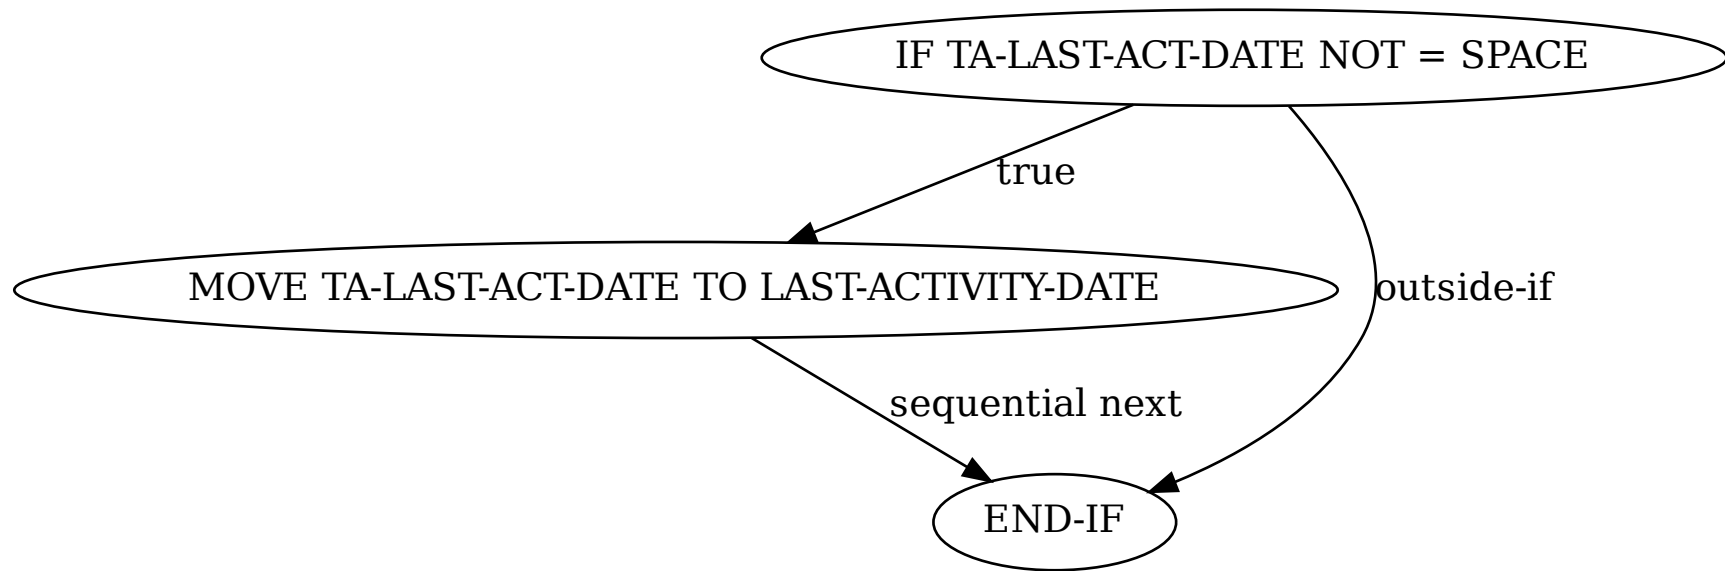 IF TA-LAST-ACT-DATE NOT = SPACE
true
MOVE TA-LAST-ACT-DATE TO LAST-ACTIVITY-DATE
outside-if
sequential next
END-IF